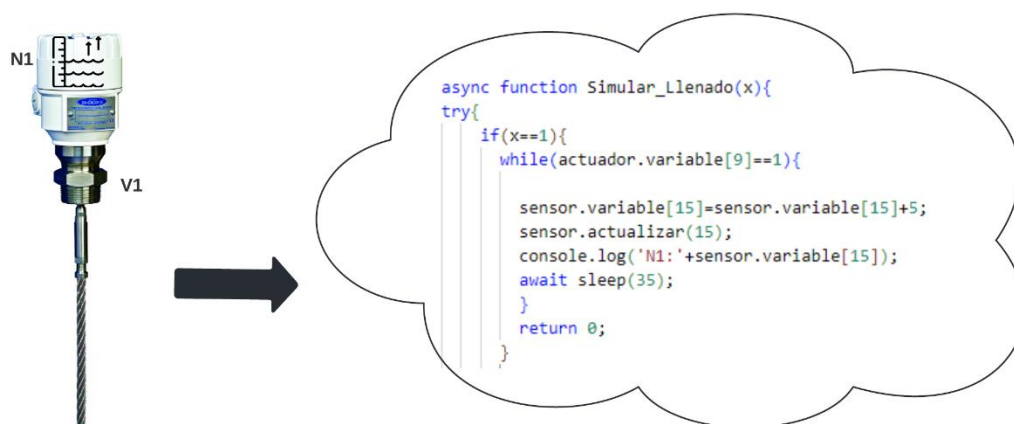 N1
V1
async function Simular_Llenado(x){
try{
if(x==1){
while(actuador.variable[9]==1){
sensor.variable[15]=sensor.variable[15]+5;
sensor.actualizar(15);
console.log('N1:'+sensor.variable[15]);
await sleep(35);
}
return 0;
}